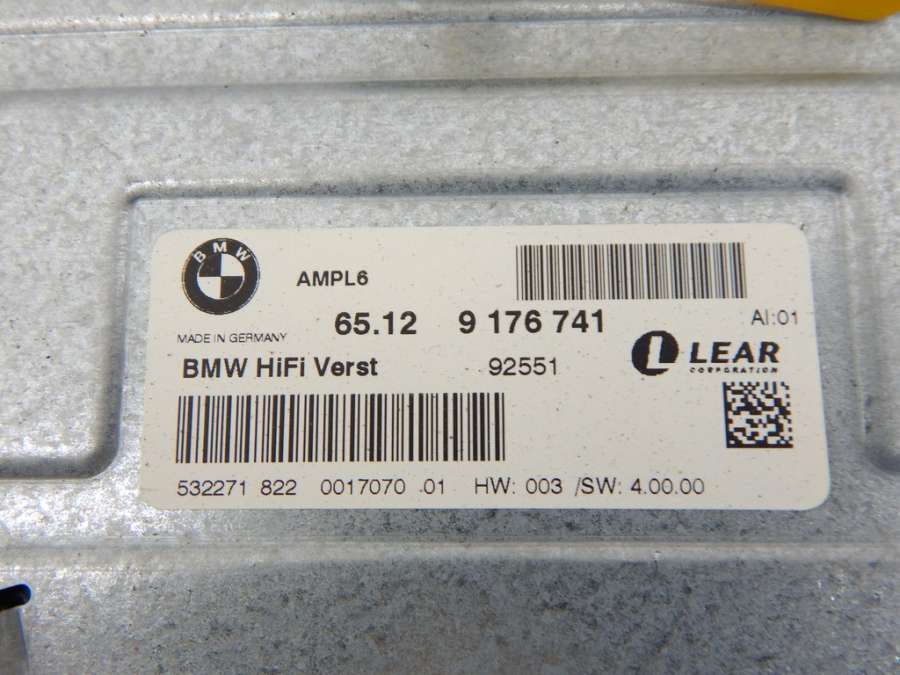 BMW
AMPL6
MADE IN GERMANY
65.12 9 176 741
AI:01
BMW HiFi Verst 92551
LEAR
CORPORATION
532271 822 0017070 01 HW: 003 /SW: 4.00.00